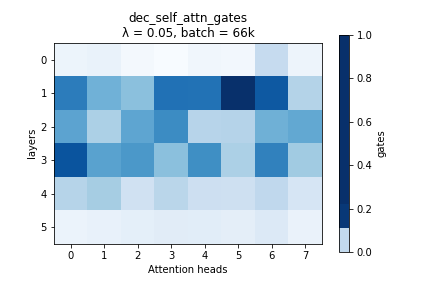 dec_self_attn_gates
λ = 0.05, batch = 66k
0
1
2
3
4
5
layers
0 1 2 3 4 5 6 7
Attention heads
1.0
0.8
0.6
0.4
0.2
0.0
gates